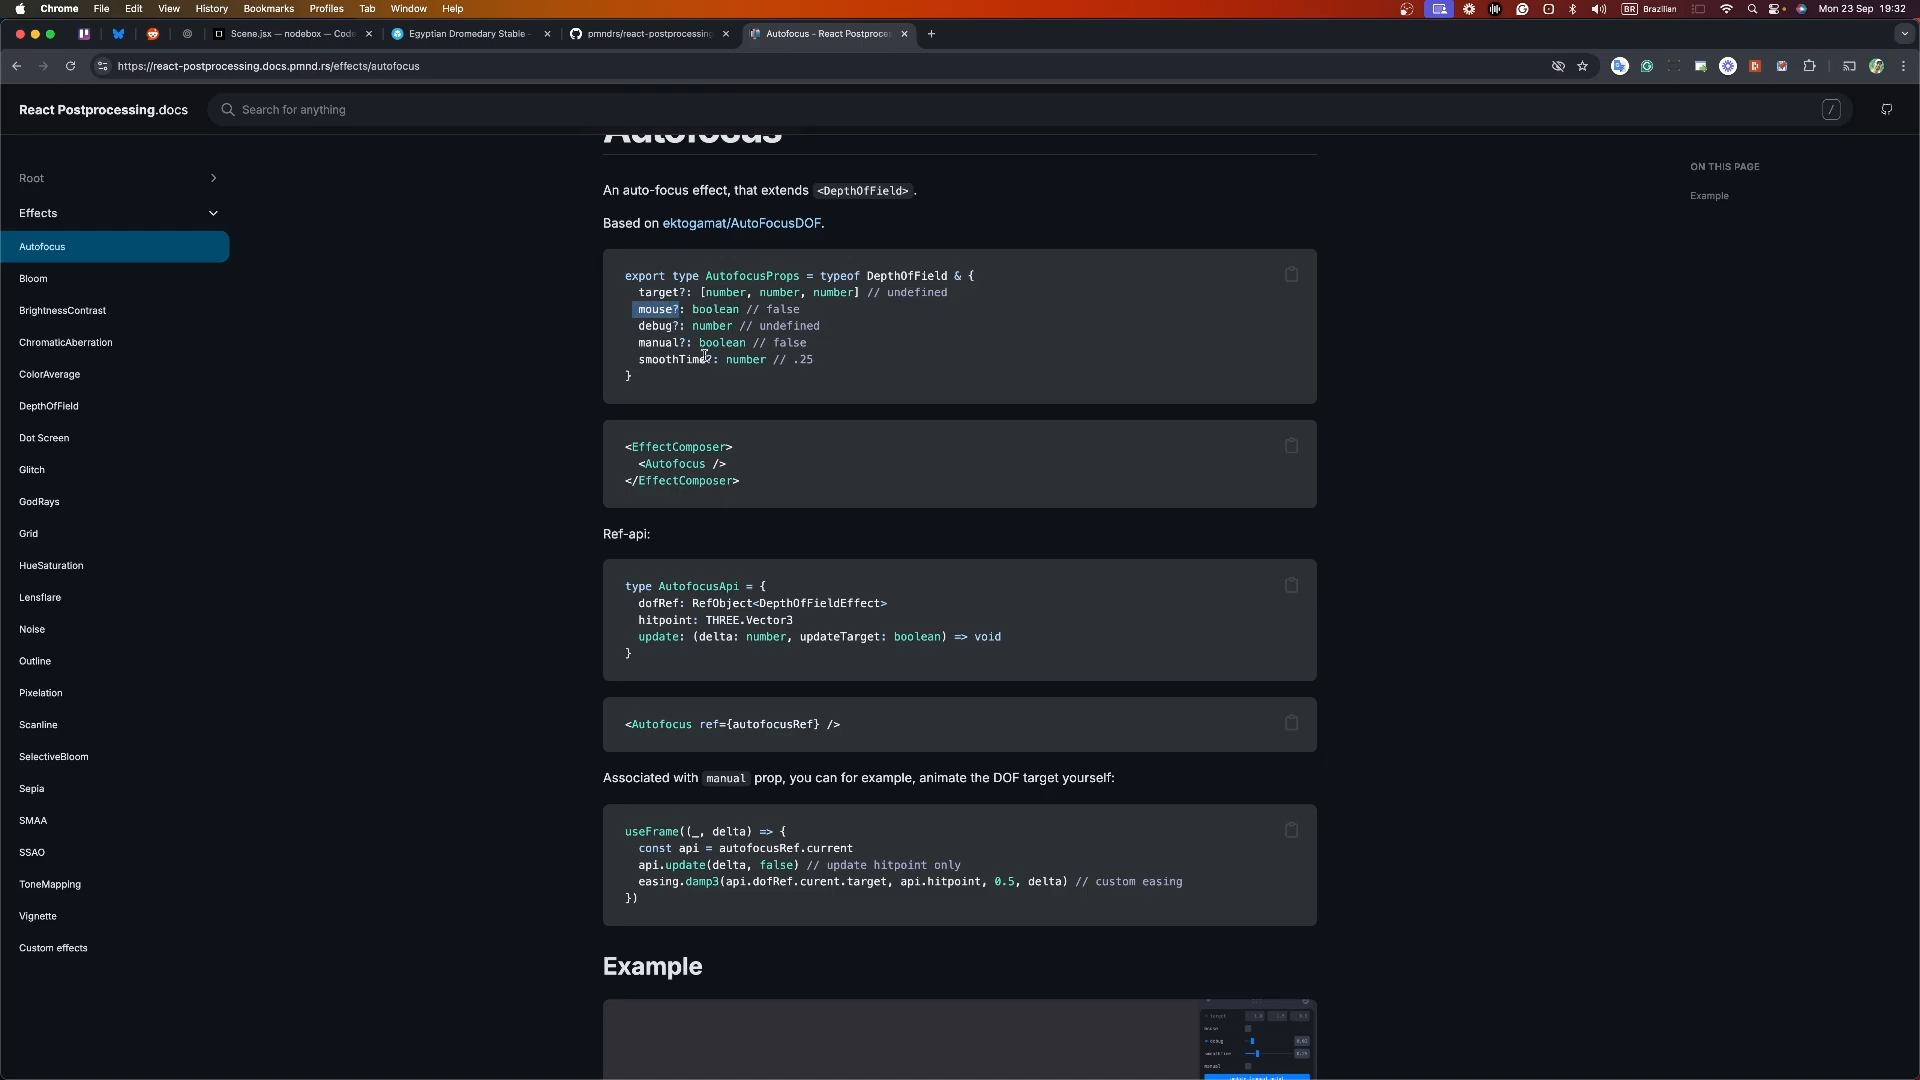 Chrome File Edit View History Bookmarks Profiles Tab Window Help
BR Brazilian Mon 23 Sep 19:32
Scene.jsx — nodebox — Code
Egyptian Dromedary Stable -
pmndrs/react-postprocessing
Autofocus - React Postproces
https://react-postprocessing.docs.pmnd.rs/effects/autofocus
React Postprocessing.docs
Search for anything
/
Root
Effects
Autofocus
Bloom
BrightnessContrast
ChromaticAberration
ColorAverage
DepthOfField
Dot Screen
Glitch
GodRays
Grid
HueSaturation
Lensflare
Noise
Outline
Pixelation
Scanline
SelectiveBloom
Sepia
SMAA
SSAO
ToneMapping
Vignette
Custom effects
Autofocus
An auto-focus effect, that extends <DepthOfField>.
Based on ektogamat/AutoFocusDOF.
export type AutofocusProps = typeof DepthOfField & {
target?: [number, number, number] // undefined
mouse?: boolean // false
debug?: number // undefined
manual?: boolean // false
smoothTime?: number // .25
}
<EffectComposer>
<Autofocus />
</EffectComposer>
Ref-api:
type AutofocusApi = {
dofRef: RefObject<DepthOfFieldEffect>
hitpoint: THREE.Vector3
update: (delta: number, updateTarget: boolean) => void
}
<Autofocus ref={autofocusRef} />
Associated with manual prop, you can for example, animate the DOF target yourself:
useFrame((_, delta) => {
const api = autofocusRef.current
api.update(delta, false) // update hitpoint only
easing.damp3(api.dofRef.curent.target, api.hitpoint, 0.5, delta) // custom easing
})
Example
target
mouse
debug
smoothTime
manual
ON THIS PAGE
Example